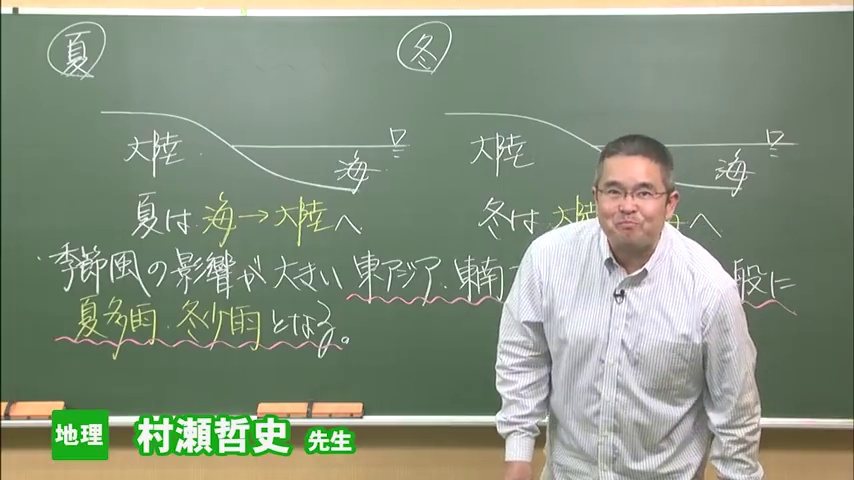 夏
冬
大陸
海
大陸
海
夏は 海→大陸へ
冬は 大陸 へ
季節風の影響が大きい東アジア・東南 般に
夏多雨・冬少雨となる。
地理 村瀬哲史 先生